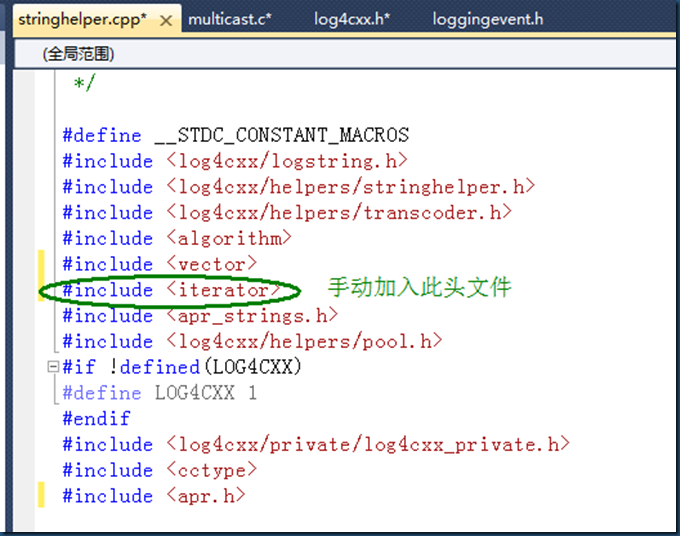 stringhelper.cpp* multicast.c* log4cxx.h* loggingevent.h
(全局范围)
*/
#define __STDC_CONSTANT_MACROS
#include <log4cxx/logstring.h>
#include <log4cxx/helpers/stringhelper.h>
#include <log4cxx/helpers/transcoder.h>
#include <algorithm>
#include <vector>
#include <iterator> 手动加入此头文件
#include <apr_strings.h>
#include <log4cxx/helpers/pool.h>
#if !defined(LOG4CXX)
#define LOG4CXX 1
#endif
#include <log4cxx/private/log4cxx_private.h>
#include <cctype>
#include <apr.h>